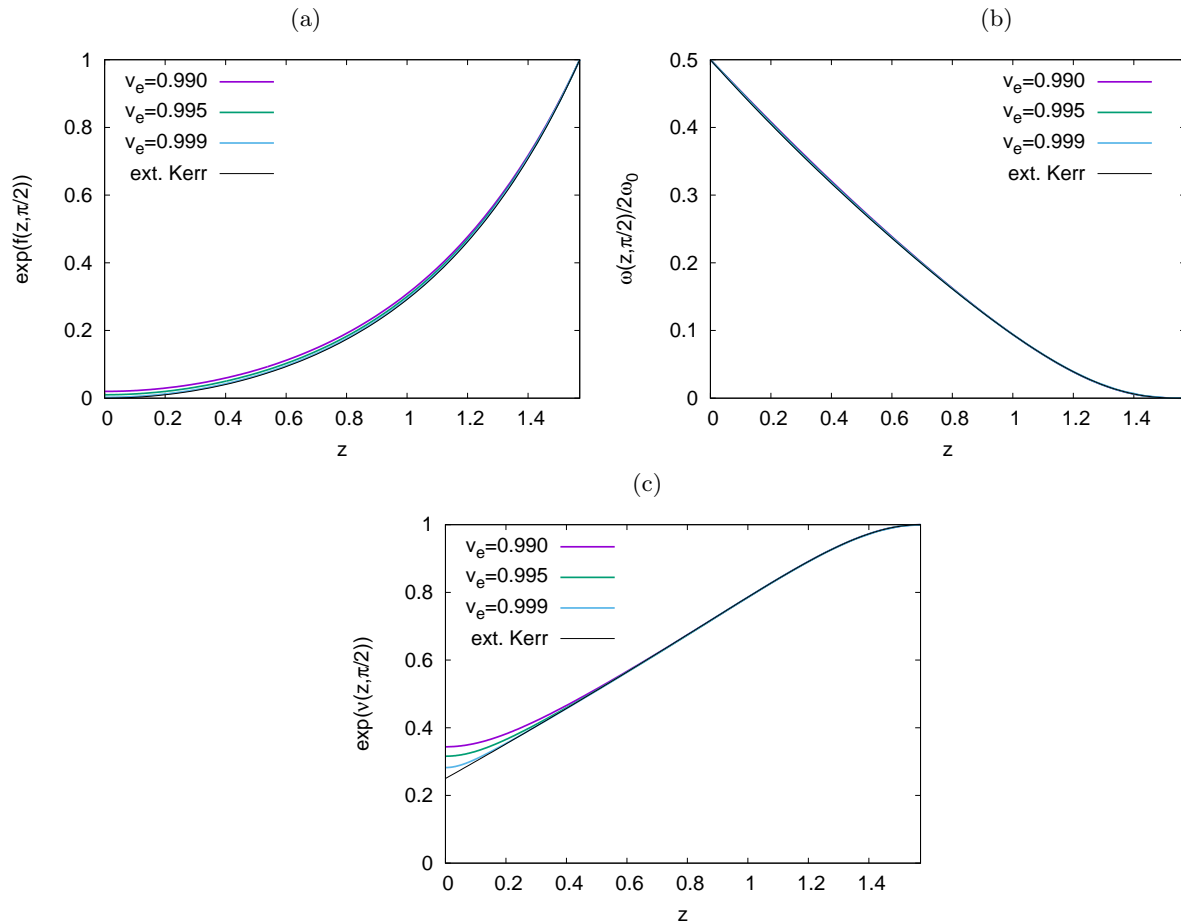 (a)
exp(f(z,π/2))
1
0.8
0.6
0.4
0.2
0
v_e=0.990
v_e=0.995
v_e=0.999
ext. Kerr
0 0.2 0.4 0.6 0.8 1 1.2 1.4
z
(b)
ω(z,π/2)/2ω_0
0.5
0.4
0.3
0.2
0.1
0
v_e=0.990
v_e=0.995
v_e=0.999
ext. Kerr
0 0.2 0.4 0.6 0.8 1 1.2 1.4
z
(c)
exp(ν(z,π/2))
1
0.8
0.6
0.4
0.2
0
v_e=0.990
v_e=0.995
v_e=0.999
ext. Kerr
0 0.2 0.4 0.6 0.8 1 1.2 1.4
z